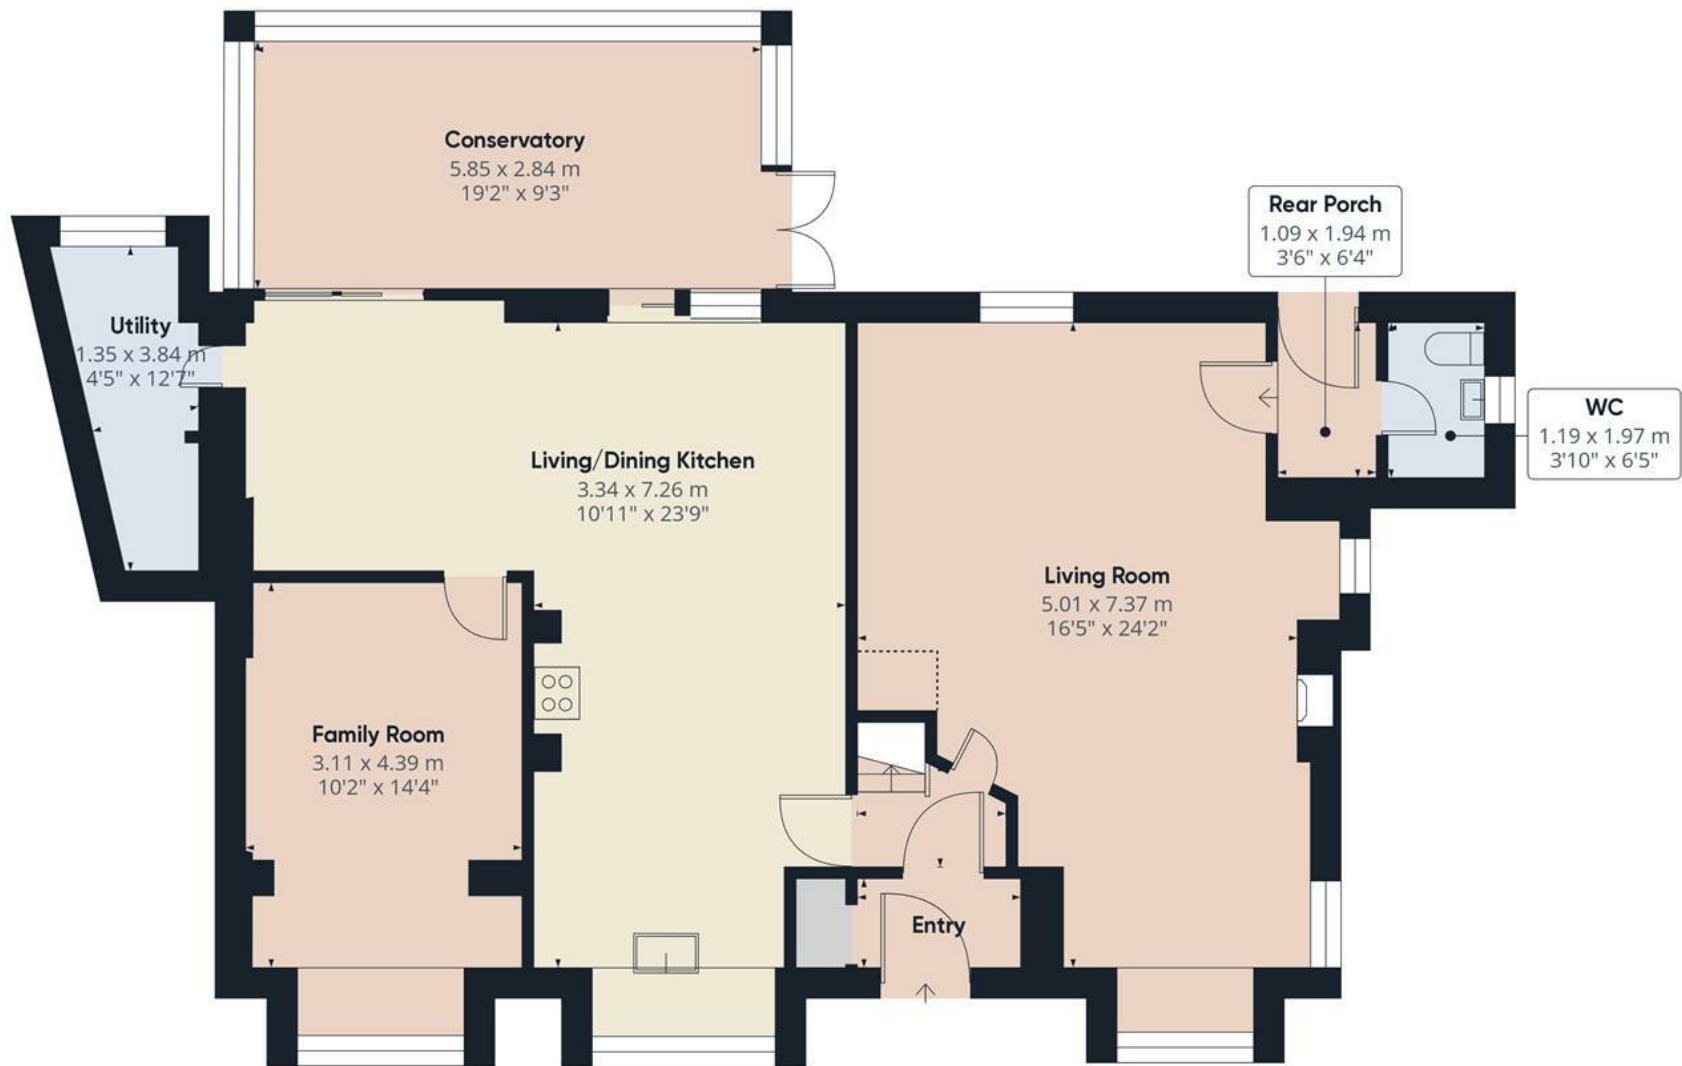 Conservatory
5.85 x 2.84 m
19'2" x 9'3"
Rear Porch
1.09 x 1.94 m
3'6" x 6'4"
Utility
1.35 x 3.84 m
4'5" x 12'7"
WC
1.19 x 1.97 m
3'10" x 6'5"
Living/Dining Kitchen
3.34 x 7.26 m
10'11" x 23'9"
Living Room
5.01 x 7.37 m
16'5" x 24'2"
Family Room
3.11 x 4.39 m
10'2" x 14'4"
Entry